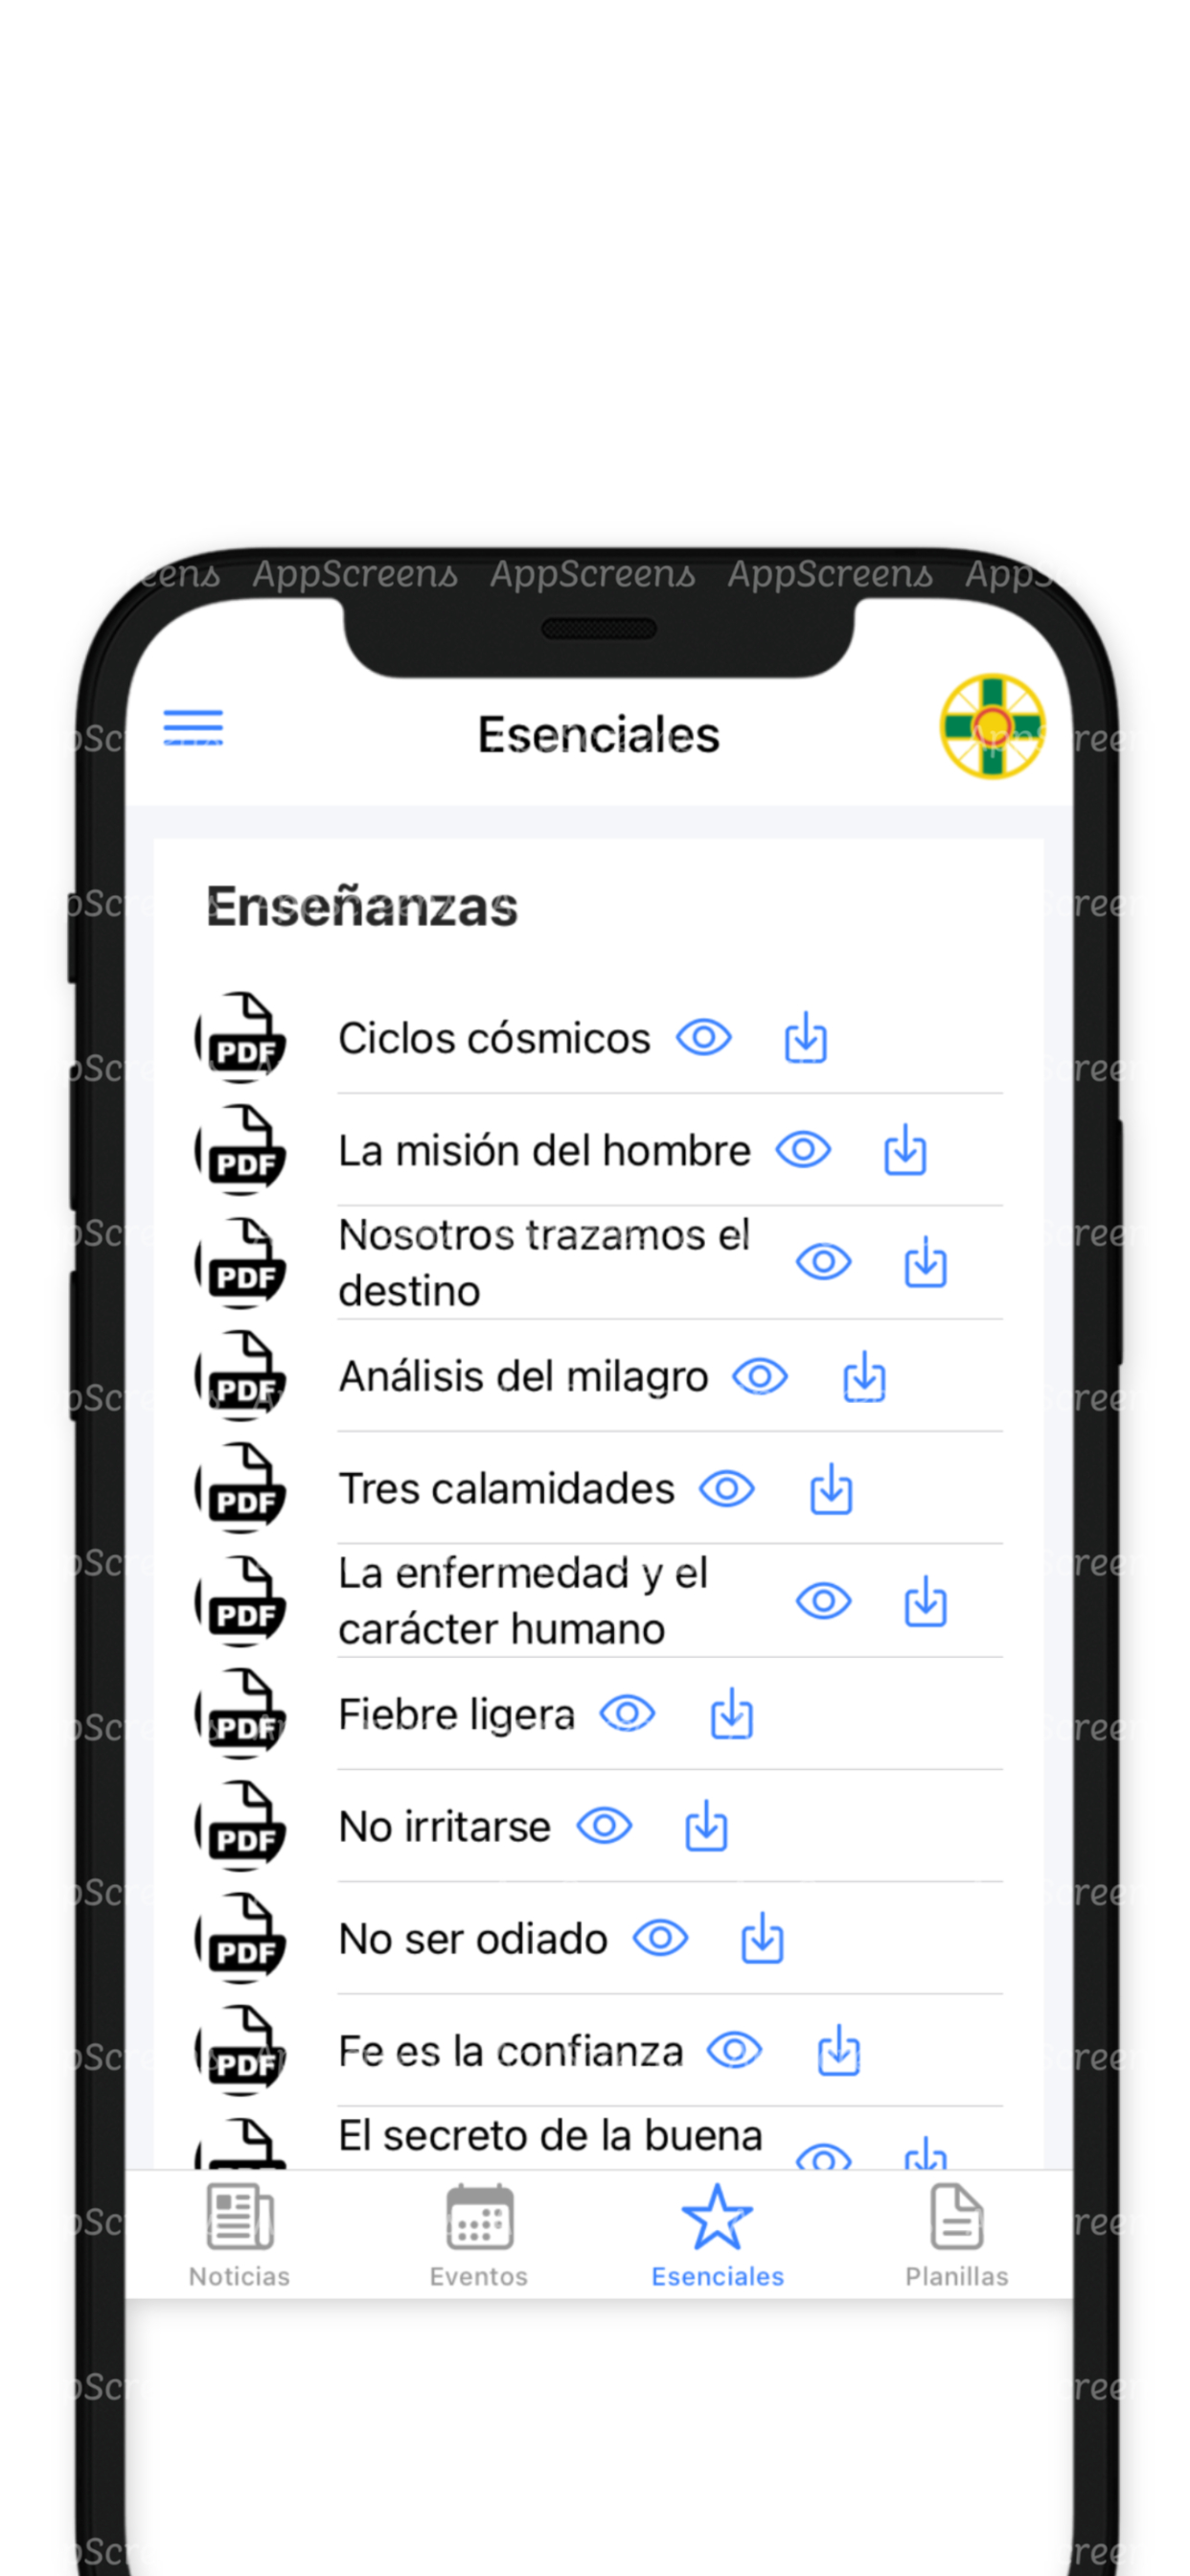 AppScreens AppScreens AppScreens
Esenciales
Enseñanzas
PDF Ciclos cósmicos
PDF La misión del hombre
PDF Nosotros trazamos el
destino
PDF Análisis del milagro
PDF Tres calamidades
PDF La enfermedad y el
carácter humano
PDF Fiebre ligera
PDF No irritarse
PDF No ser odiado
PDF Fe es la confianza
El secreto de la buena
Noticias Eventos Esenciales Planillas